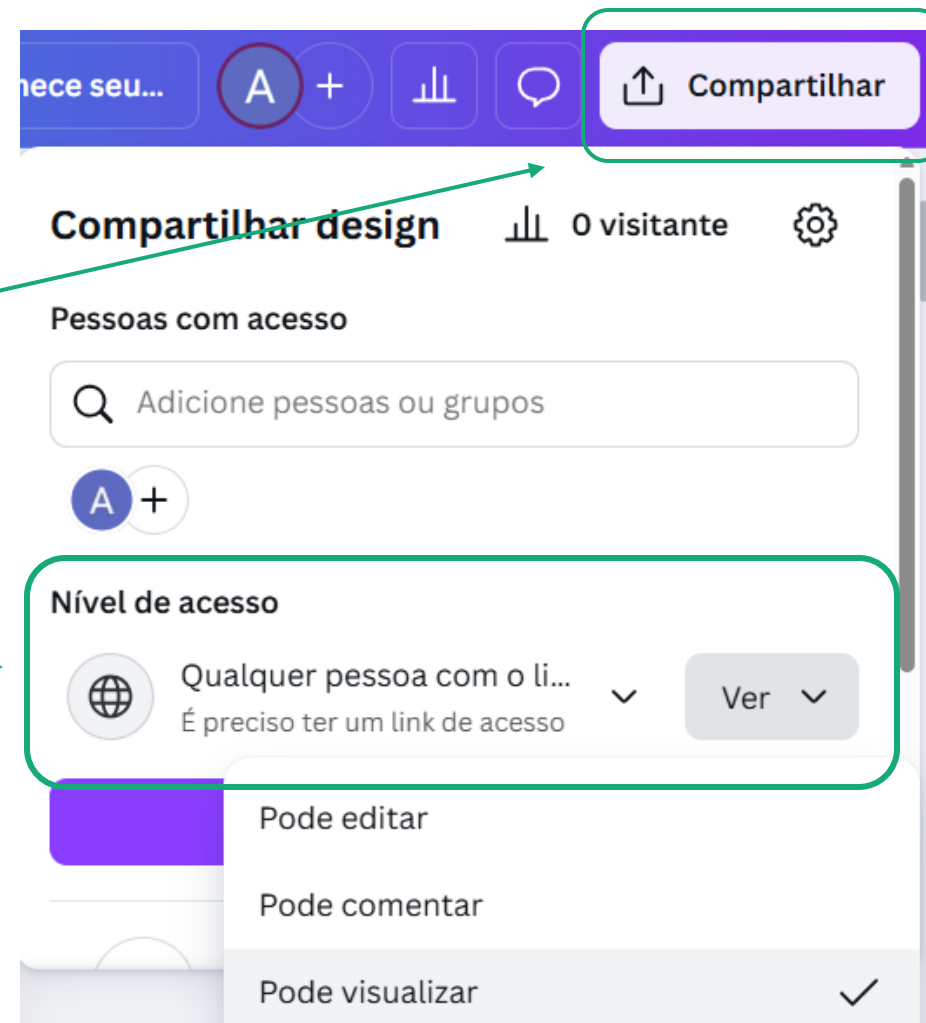 ece seu...
A
+
Compartilhar
Compartilhar design
0 visitante
Pessoas com acesso
Adicione pessoas ou grupos
A
+
Nível de acesso
Qualquer pessoa com o li...
É preciso ter um link de acesso
Ver
Pode editar
Pode comentar
Pode visualizar